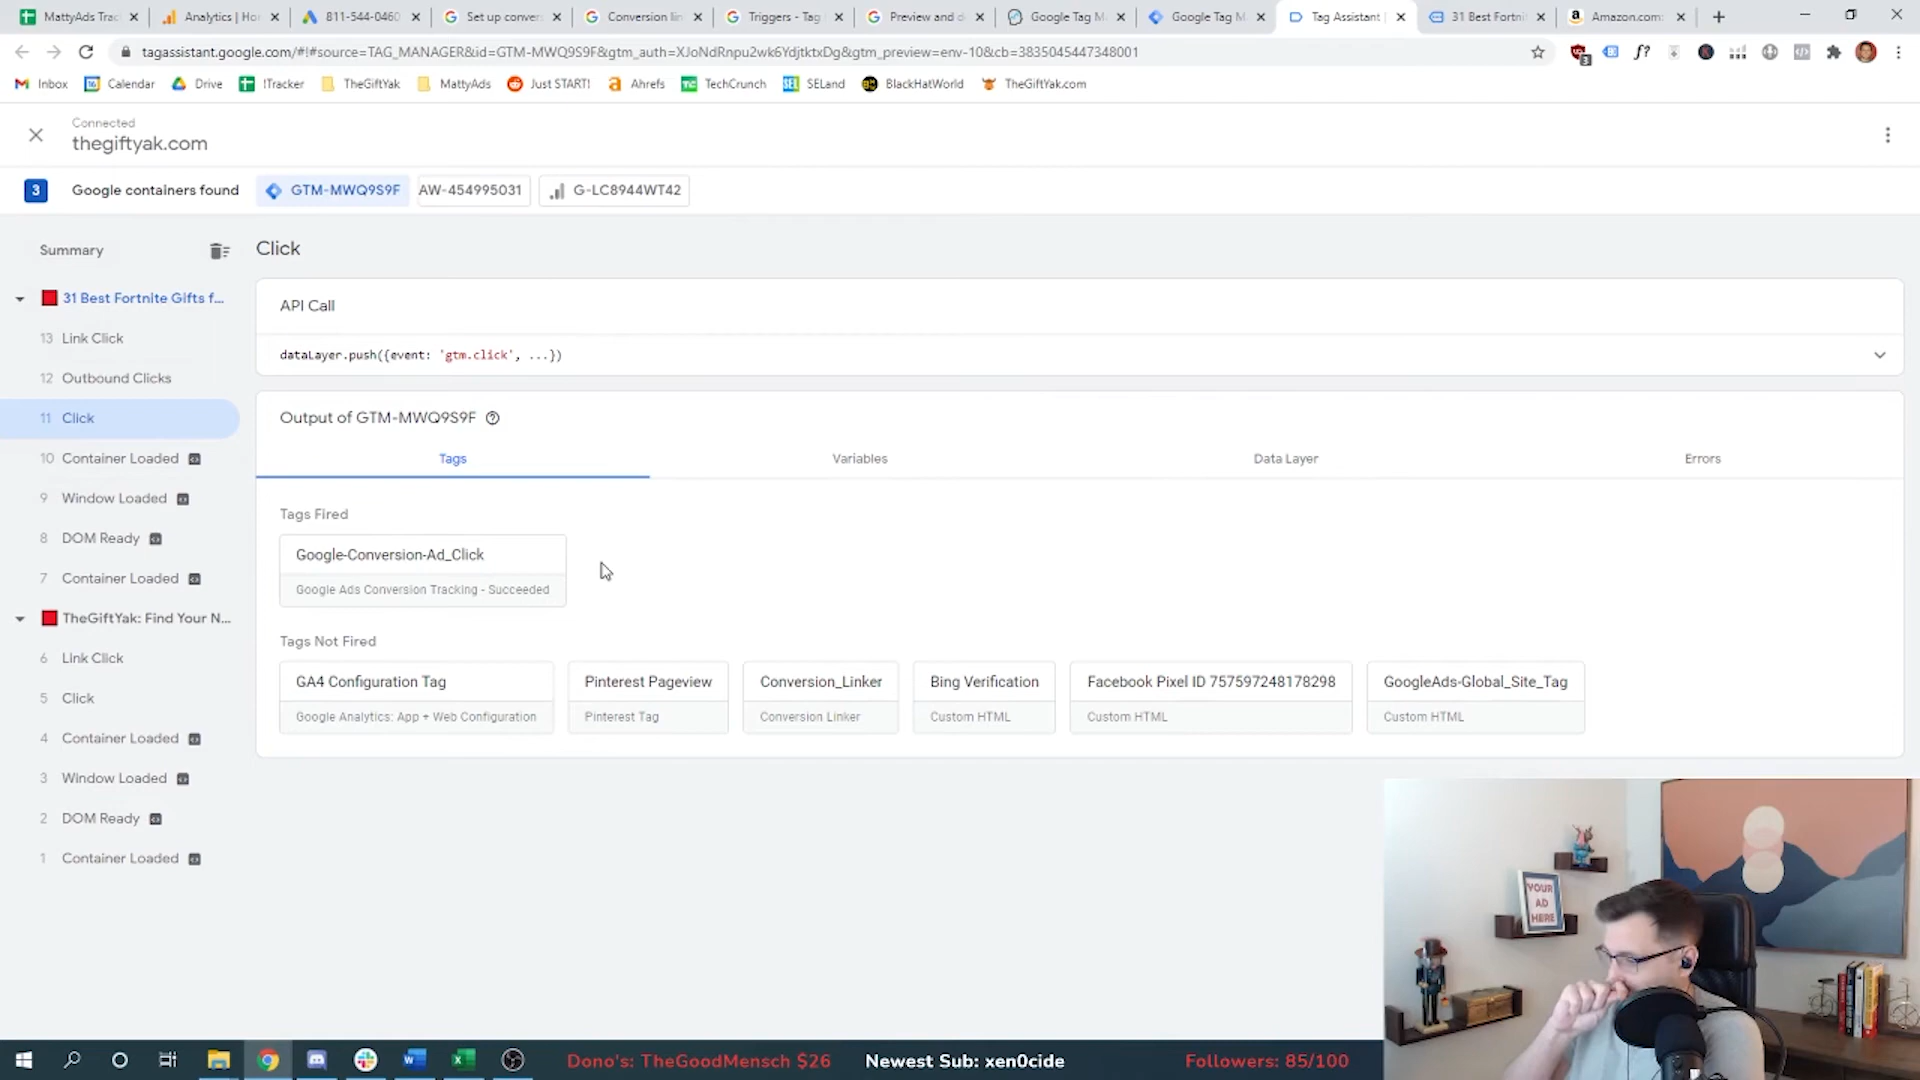 MattyAds Trac
Analytics | Ho
811-544-0460
Set up conver
Conversion lin
Triggers - Tag
Preview and d
Google Tag M
Google Tag M
Tag Assistant |
31 Best Fortni
Amazon.com:
tagassistant.google.com/#!#source=TAG_MANAGER&id=GTM-MWQ9S9F&gtm_auth=XJoNdRnpu2wk6YdjtktxDg&gtm_preview=env-10&cb=3835045447348001
3
f?
Inbox
Calendar
Drive
!Tracker
TheGiftYak
MattyAds
Just START!
Ahrefs
TechCrunch
SELand
BlackHatWorld
TheGiftYak.com
Connected
thegiftyak.com
3
Google containers found
GTM-MWQ9S9F
AW-454995031
G-LC8944WT42
Summary
31 Best Fortnite Gifts f...
13 Link Click
12 Outbound Clicks
11 Click
10 Container Loaded
9 Window Loaded
8 DOM Ready
7 Container Loaded
TheGiftYak: Find Your N...
6 Link Click
5 Click
4 Container Loaded
3 Window Loaded
2 DOM Ready
1 Container Loaded
Click
API Call
dataLayer.push({event: 'gtm.click', ...})
Output of GTM-MWQ9S9F
Tags
Variables
Data Layer
Errors
Tags Fired
Google-Conversion-Ad_Click
Google Ads Conversion Tracking - Succeeded
Tags Not Fired
GA4 Configuration Tag
Google Analytics: App + Web Configuration
Pinterest Pageview
Pinterest Tag
Conversion_Linker
Conversion Linker
Bing Verification
Custom HTML
Facebook Pixel ID 757597248178298
Custom HTML
GoogleAds-Global_Site_Tag
Custom HTML
YOUR
AD
HERE
Dono's: TheGoodMensch $26
Newest Sub: xen0cide
Followers: 85/100